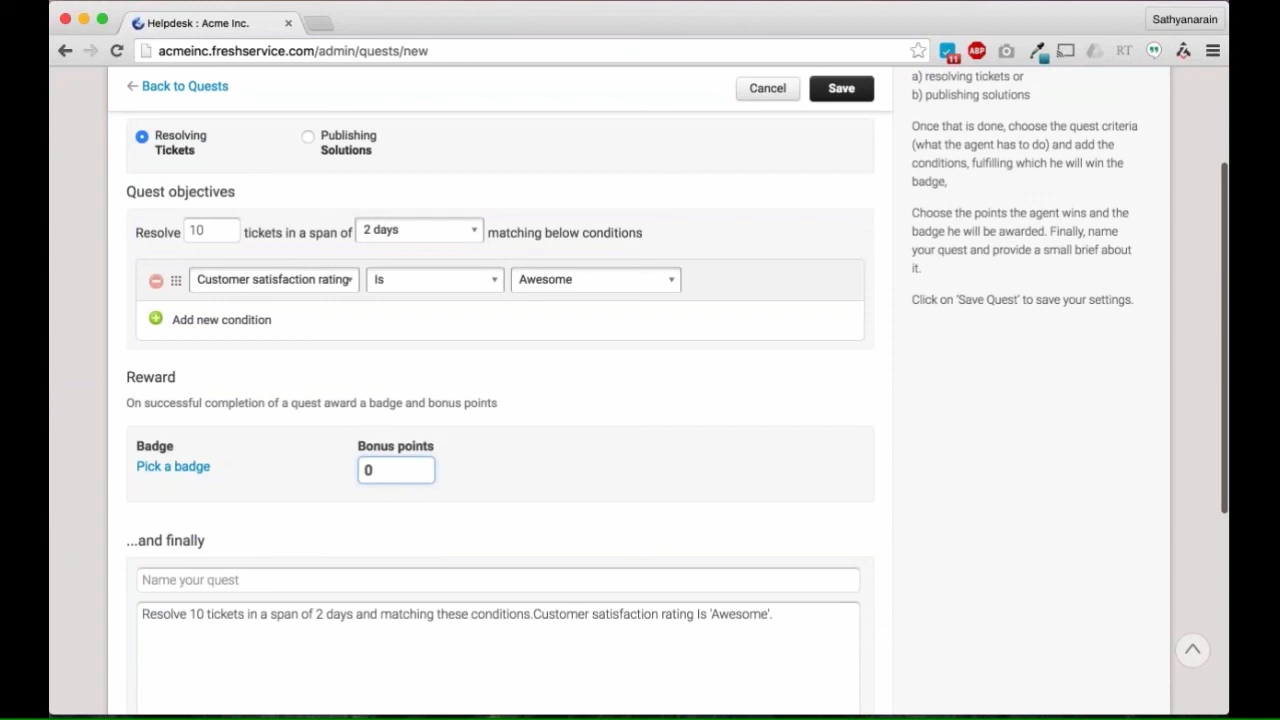 Helpdesk : Acme Inc.
Sathyanarain
acmeinc.freshservice.com/admin/quests/new
11
ABP
RT
Back to Quests
Cancel
Save
Resolving
Tickets
Publishing
Solutions
Quest objectives
Resolve 10 tickets in a span of 2 days matching below conditions
Customer satisfaction rating Is Awesome
Add new condition
Reward
On successful completion of a quest award a badge and bonus points
Badge
Pick a badge
Bonus points
0
...and finally
Name your quest
Resolve 10 tickets in a span of 2 days and matching these conditions.Customer satisfaction rating Is 'Awesome'.
a) resolving tickets or
b) publishing solutions
Once that is done, choose the quest criteria
(what the agent has to do) and add the
conditions, fulfilling which he will win the
badge,
Choose the points the agent wins and the
badge he will be awarded. Finally, name
your quest and provide a small brief about
it.
Click on 'Save Quest' to save your settings.